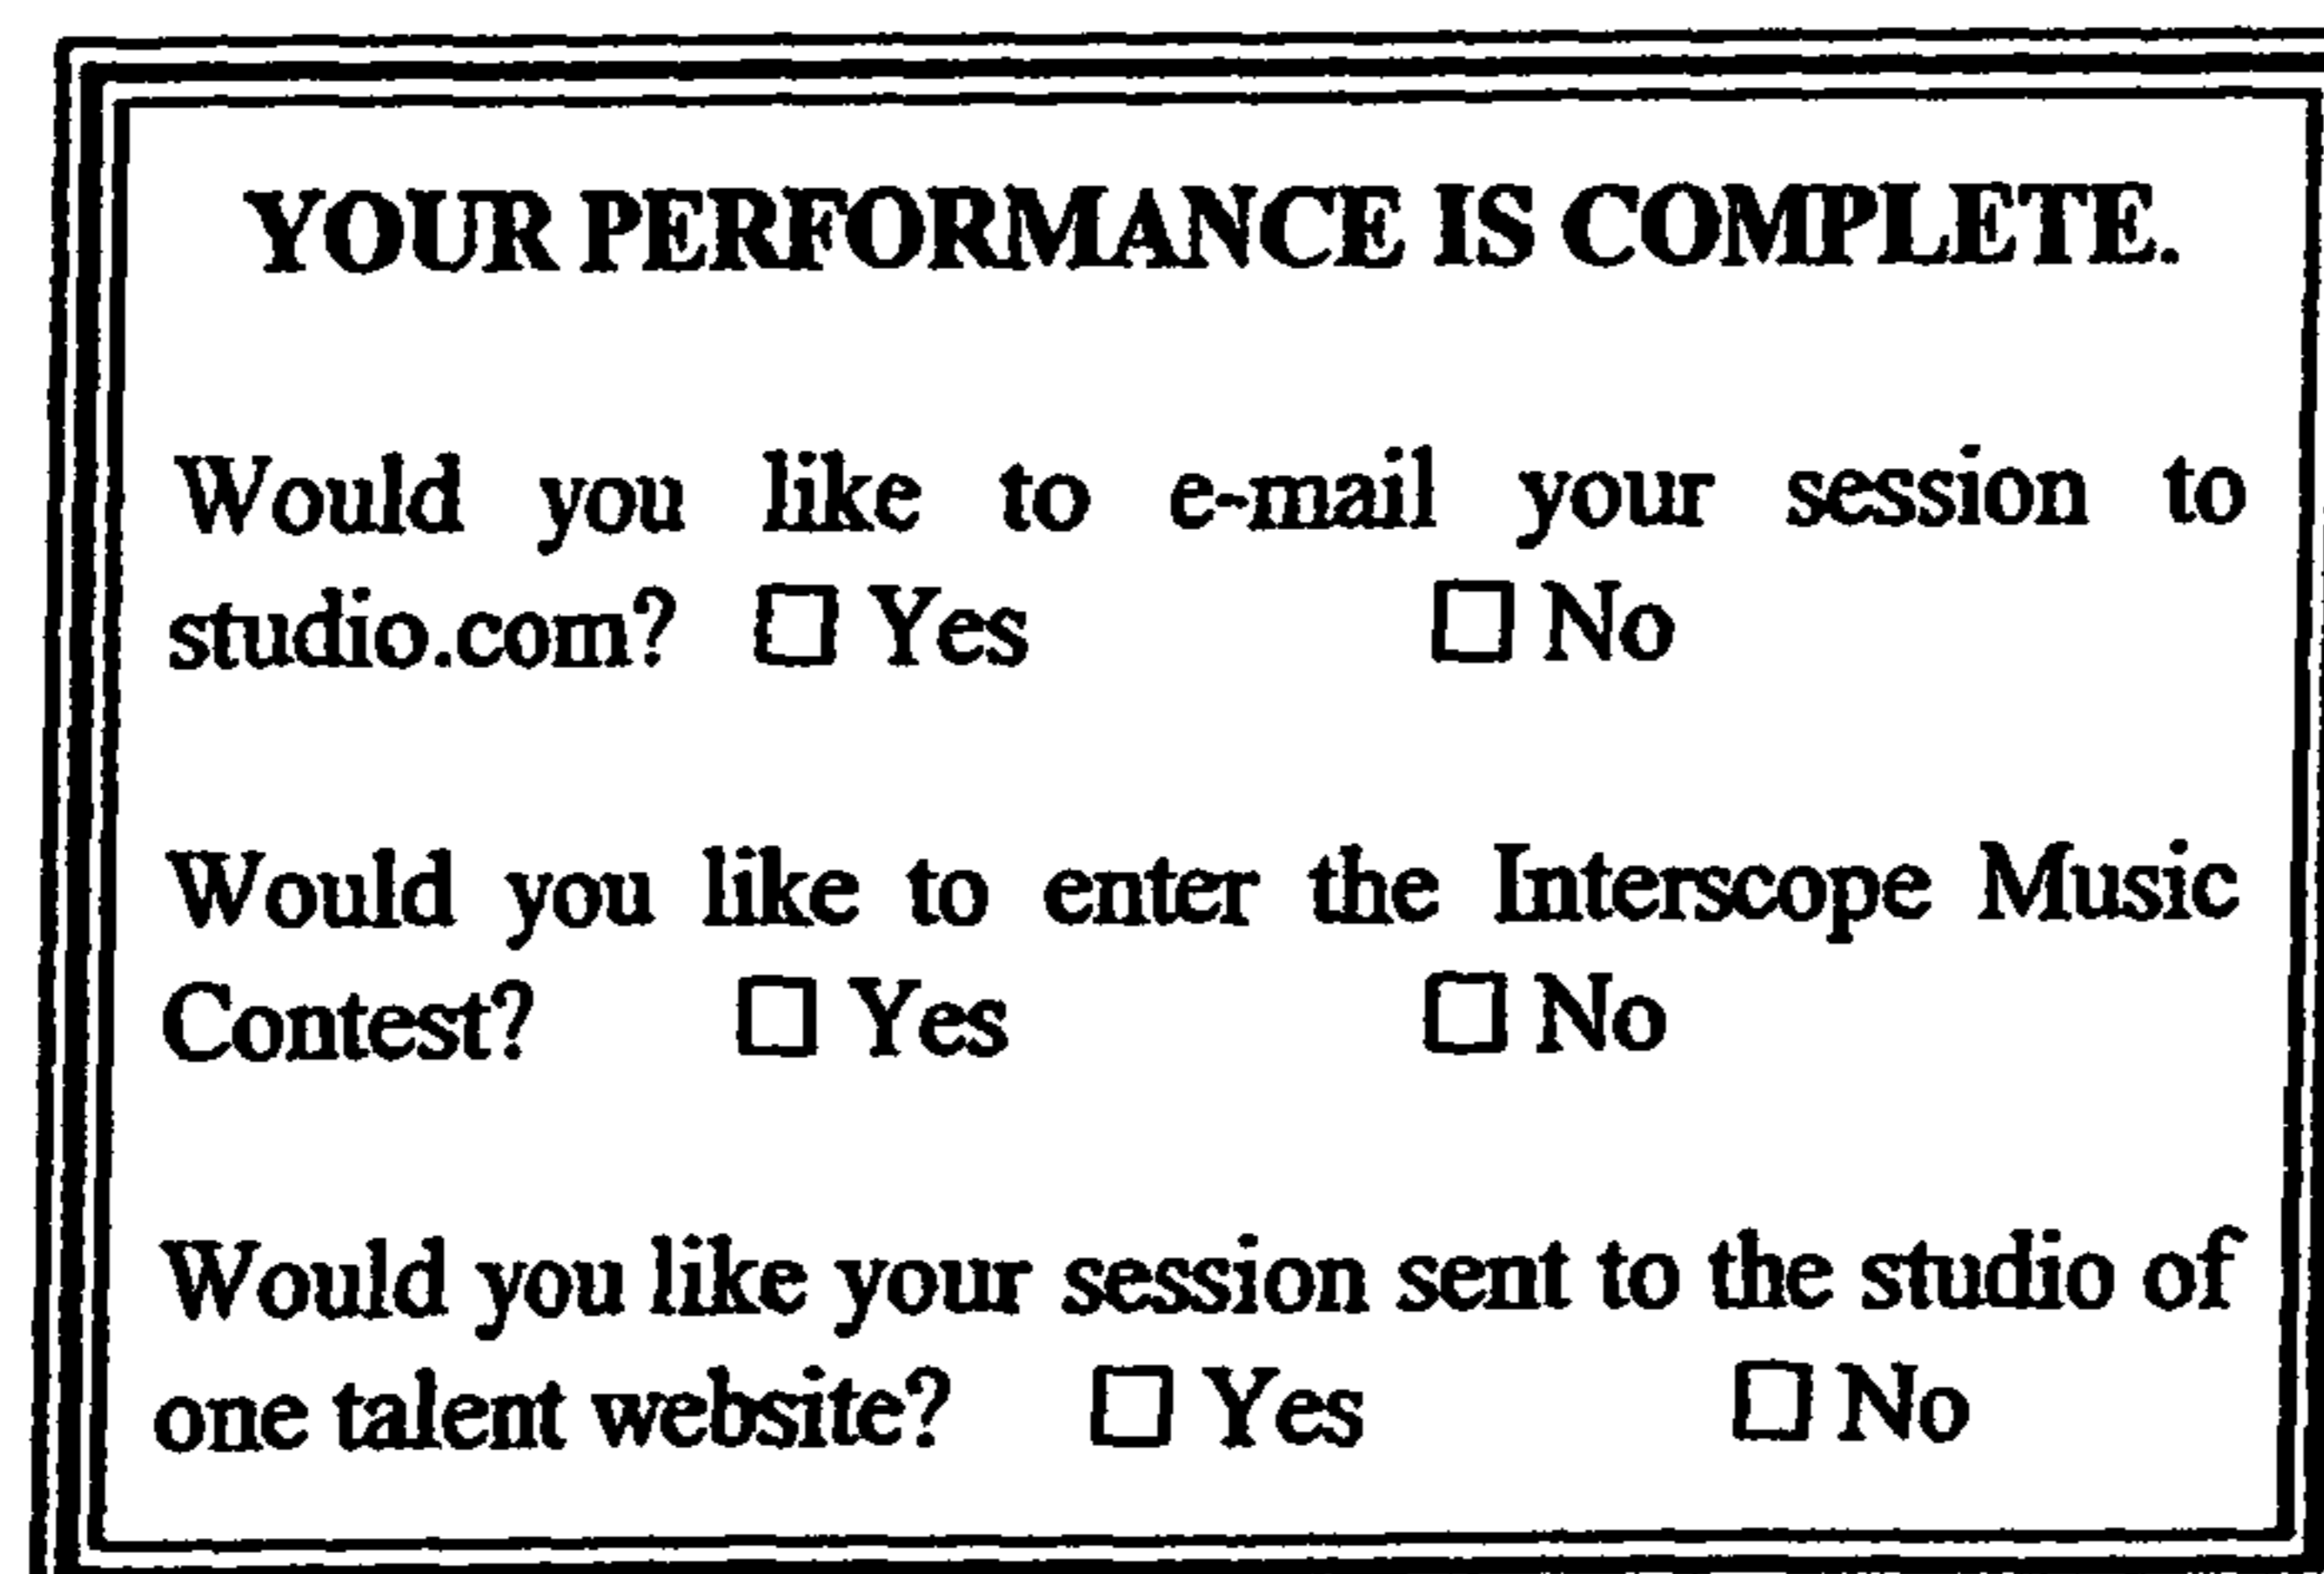 YOUR PERFORMANCE IS COMPLETE.
Would you like to e-mail your session to
studio.com? ☐ Yes ☐ No
Would you like to enter the Interscope Music
Contest? ☐ Yes ☐ No
Would you like your session sent to the studio of
one talent website? ☐ Yes ☐ No